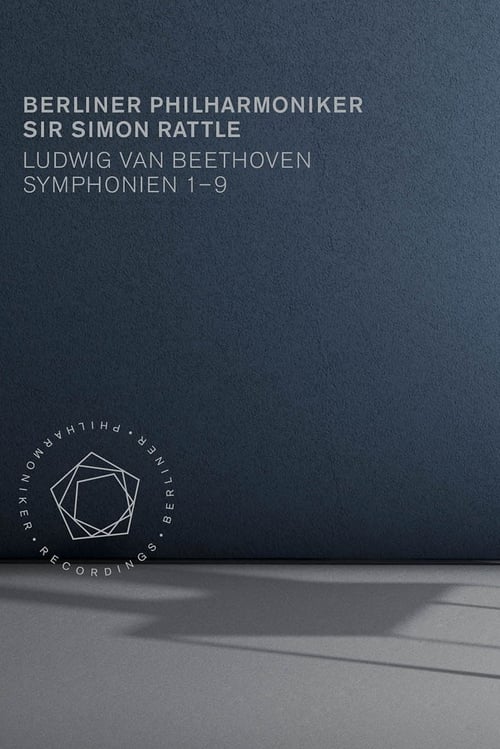 BERLINER PHILHARMONIKER
SIR SIMON RATTLE
LUDWIG VAN BEETHOVEN
SYMPHONIEN 1–9
BERLINER · PHILHARMONIKER · RECORDINGS ·